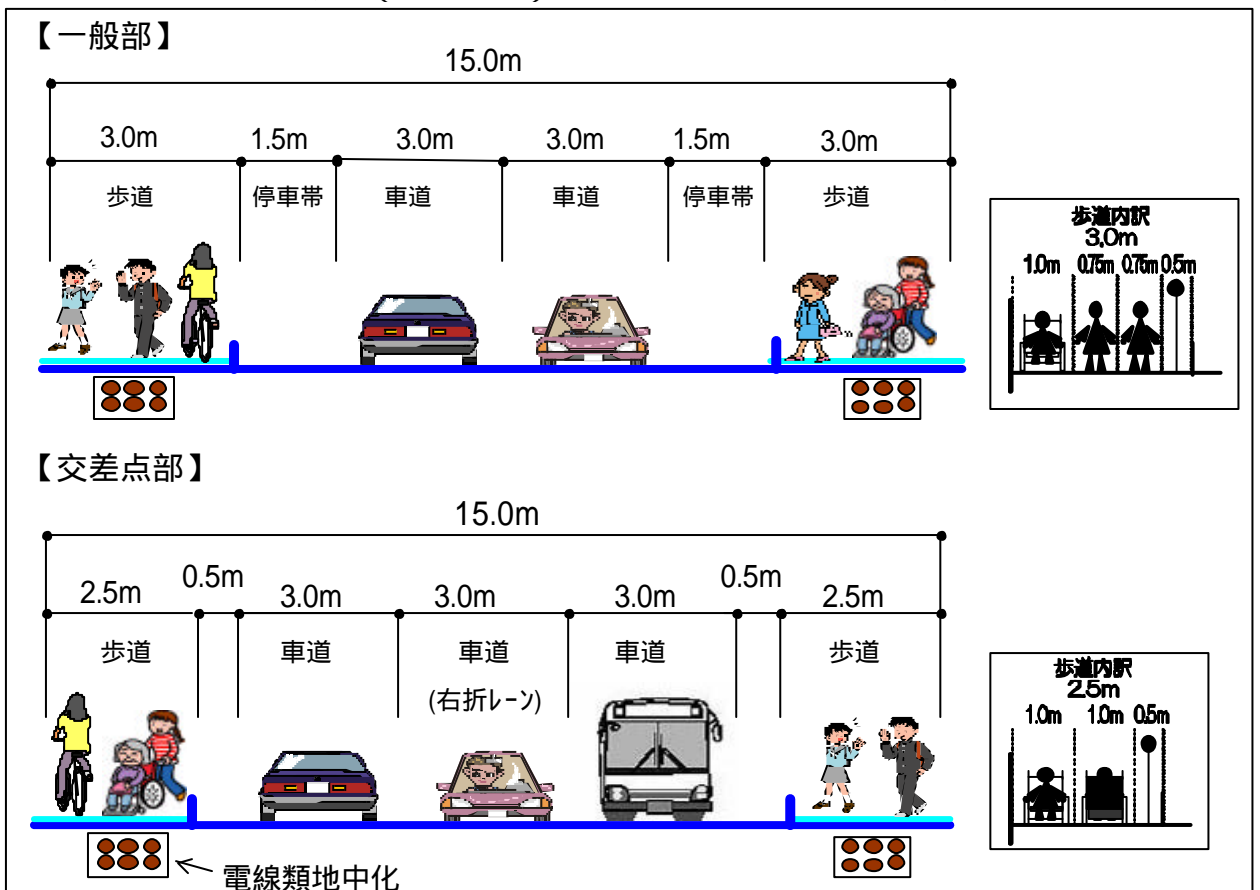 【一般部】
15.0m
3.0m 1.5m 3.0m 3.0m 1.5m 3.0m
歩道 停車帯 車道 車道 停車帯 歩道
歩道内訳
3.0m
1.0m 0.75m 0.75m 0.5m
【交差点部】
15.0m
2.5m 0.5m 3.0m 3.0m 3.0m 0.5m 2.5m
歩道 車道 車道 車道 歩道
(右折レーン)
歩道内訳
2.5m
1.0m 1.0m 0.5m
電線類地中化